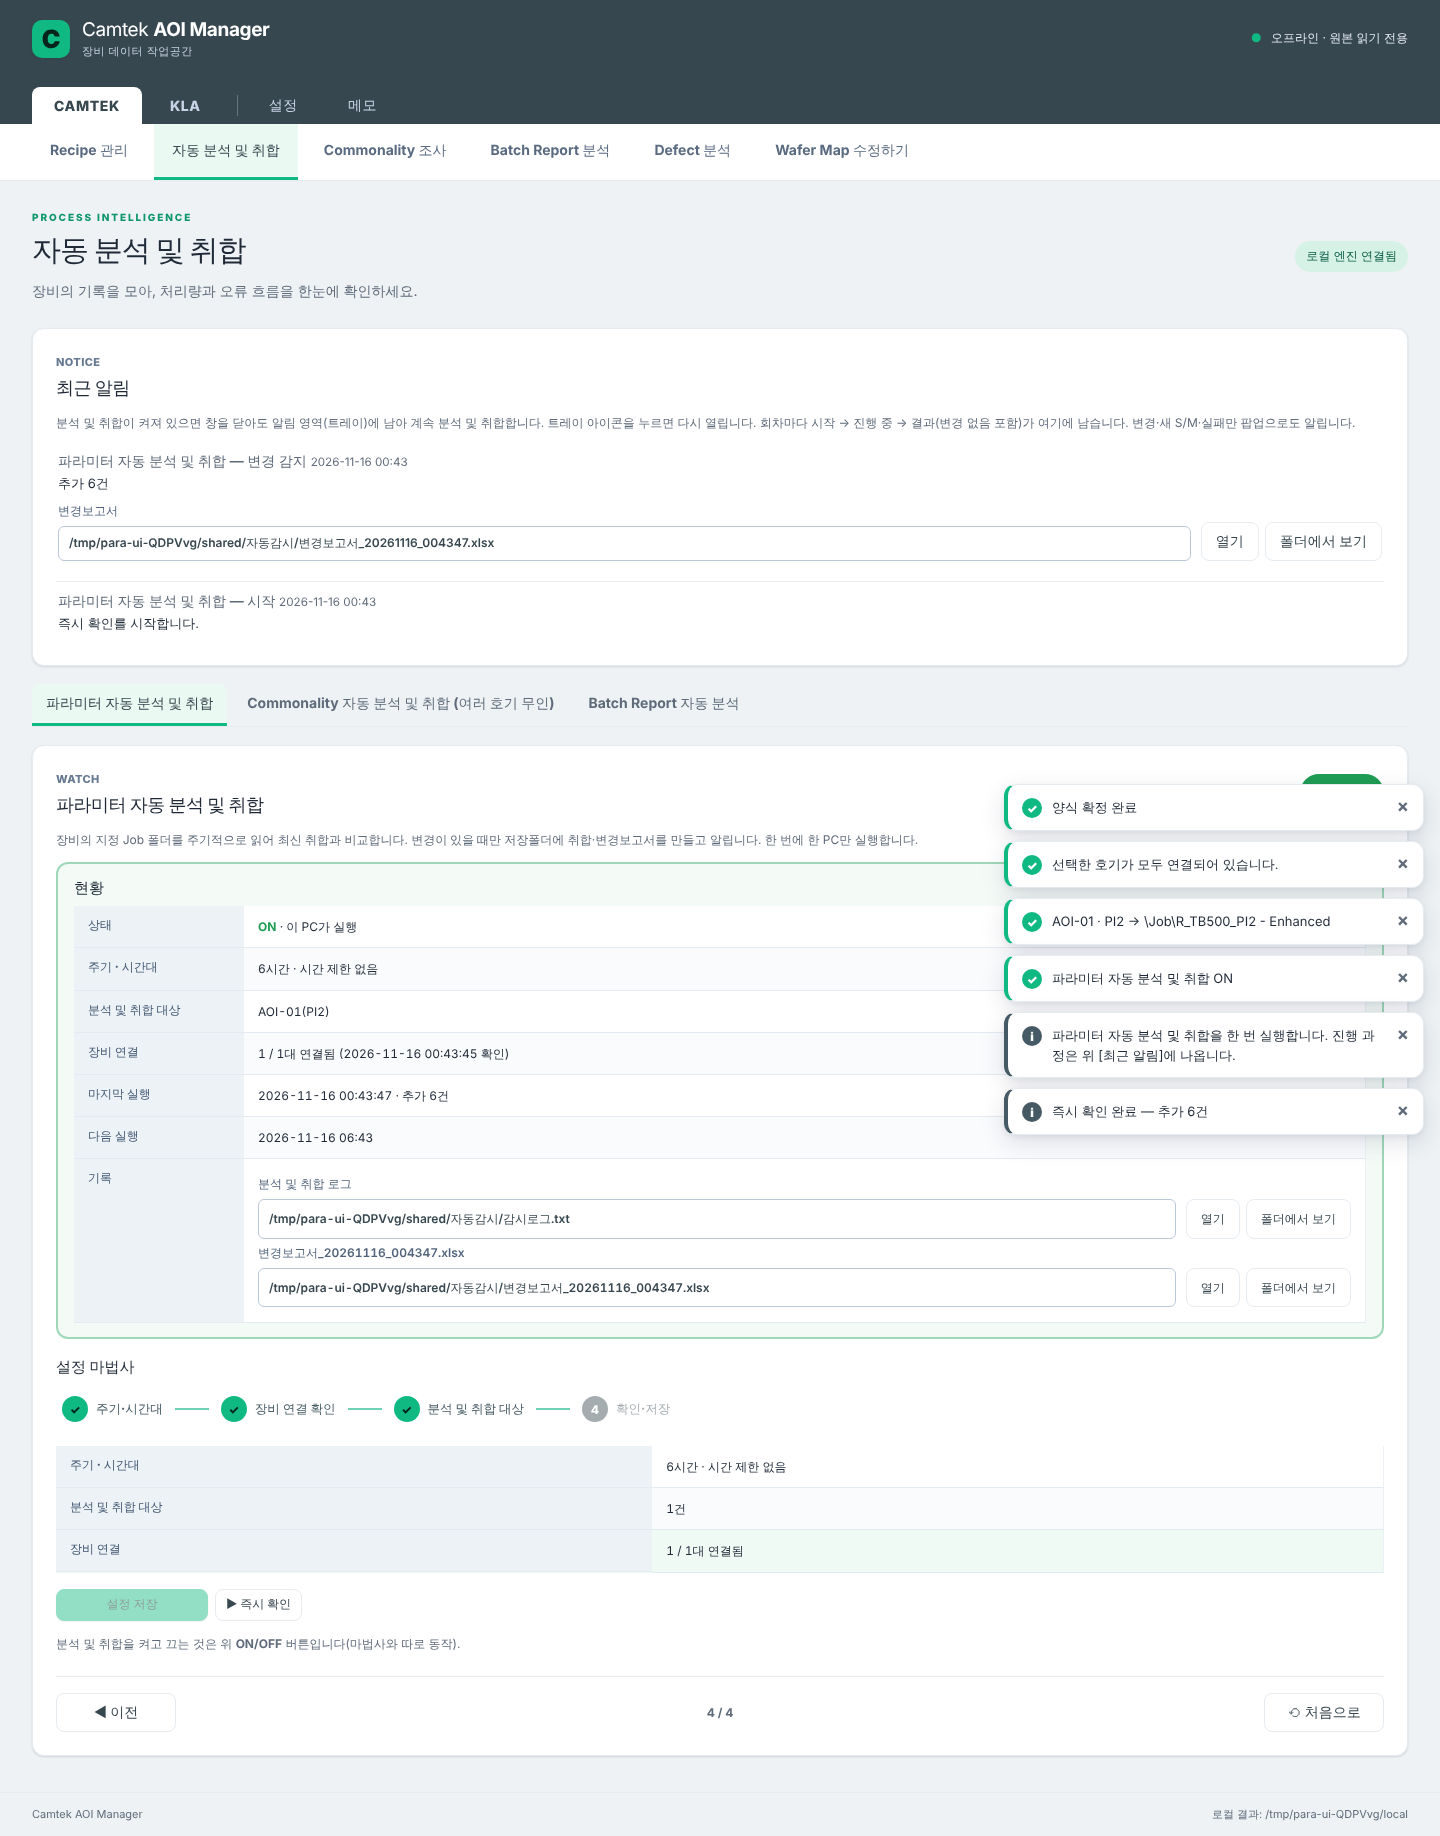 C
Camtek AOI Manager
장비 데이터 작업공간
오프라인 · 원본 읽기 전용
CAMTEK
KLA
설정
메모
Recipe 관리
자동 분석 및 취합
Commonality 조사
Batch Report 분석
Defect 분석
Wafer Map 수정하기
PROCESS INTELLIGENCE
자동 분석 및 취합
로컬 엔진 연결됨
장비의 기록을 모아, 처리량과 오류 흐름을 한눈에 확인하세요.
NOTICE
최근 알림
분석 및 취합이 켜져 있으면 창을 닫아도 알림 영역(트레이)에 남아 계속 분석 및 취합합니다. 트레이 아이콘을 누르면 다시 열립니다. 회차마다 시작 → 진행 중 → 결과(변경 없음 포함)가 여기에 남습니다. 변경·새 S/M·실패만 팝업으로도 알립니다.
파라미터 자동 분석 및 취합 — 변경 감지 2026-11-16 00:43
추가 6건
변경보고서
/tmp/para-ui-QDPVvg/shared/자동감시/변경보고서_20261116_004347.xlsx
열기
폴더에서 보기
파라미터 자동 분석 및 취합 — 시작 2026-11-16 00:43
즉시 확인를 시작합니다.
파라미터 자동 분석 및 취합
Commonality 자동 분석 및 취합 (여러 호기 무인)
Batch Report 자동 분석
WATCH
파라미터 자동 분석 및 취합
장비의 지정 Job 폴더를 주기적으로 읽어 최신 취합과 비교합니다. 변경이 있을 때만 저장폴더에 취합·변경보고서를 만들고 알립니다. 한 번에 한 PC만 실행합니다.
양식 확정 완료
선택한 호기가 모두 연결되어 있습니다.
AOI-01 · PI2 → \Job\R_TB500_PI2 - Enhanced
파라미터 자동 분석 및 취합 ON
파라미터 자동 분석 및 취합을 한 번 실행합니다. 진행 과
정은 위 [최근 알림]에 나옵니다.
즉시 확인 완료 — 추가 6건
현황
상태
ON · 이 PC가 실행
주기 · 시간대
6시간 · 시간 제한 없음
분석 및 취합 대상
AOI-01(PI2)
장비 연결
1 / 1대 연결됨 (2026-11-16 00:43:45 확인)
마지막 실행
2026-11-16 00:43:47 · 추가 6건
다음 실행
2026-11-16 06:43
기록
분석 및 취합 로그
/tmp/para-ui-QDPVvg/shared/자동감시/감시로그.txt
열기
폴더에서 보기
변경보고서_20261116_004347.xlsx
/tmp/para-ui-QDPVvg/shared/자동감시/변경보고서_20261116_004347.xlsx
열기
폴더에서 보기
설정 마법사
주기·시간대
장비 연결 확인
분석 및 취합 대상
4 확인·저장
주기 · 시간대
6시간 · 시간 제한 없음
분석 및 취합 대상
1건
장비 연결
1 / 1대 연결됨
설정 저장
▶ 즉시 확인
분석 및 취합을 켜고 끄는 것은 위 ON/OFF 버튼입니다(마법사와 따로 동작).
◀ 이전
4 / 4
⟲ 처음으로
Camtek AOI Manager
로컬 결과: /tmp/para-ui-QDPVvg/local